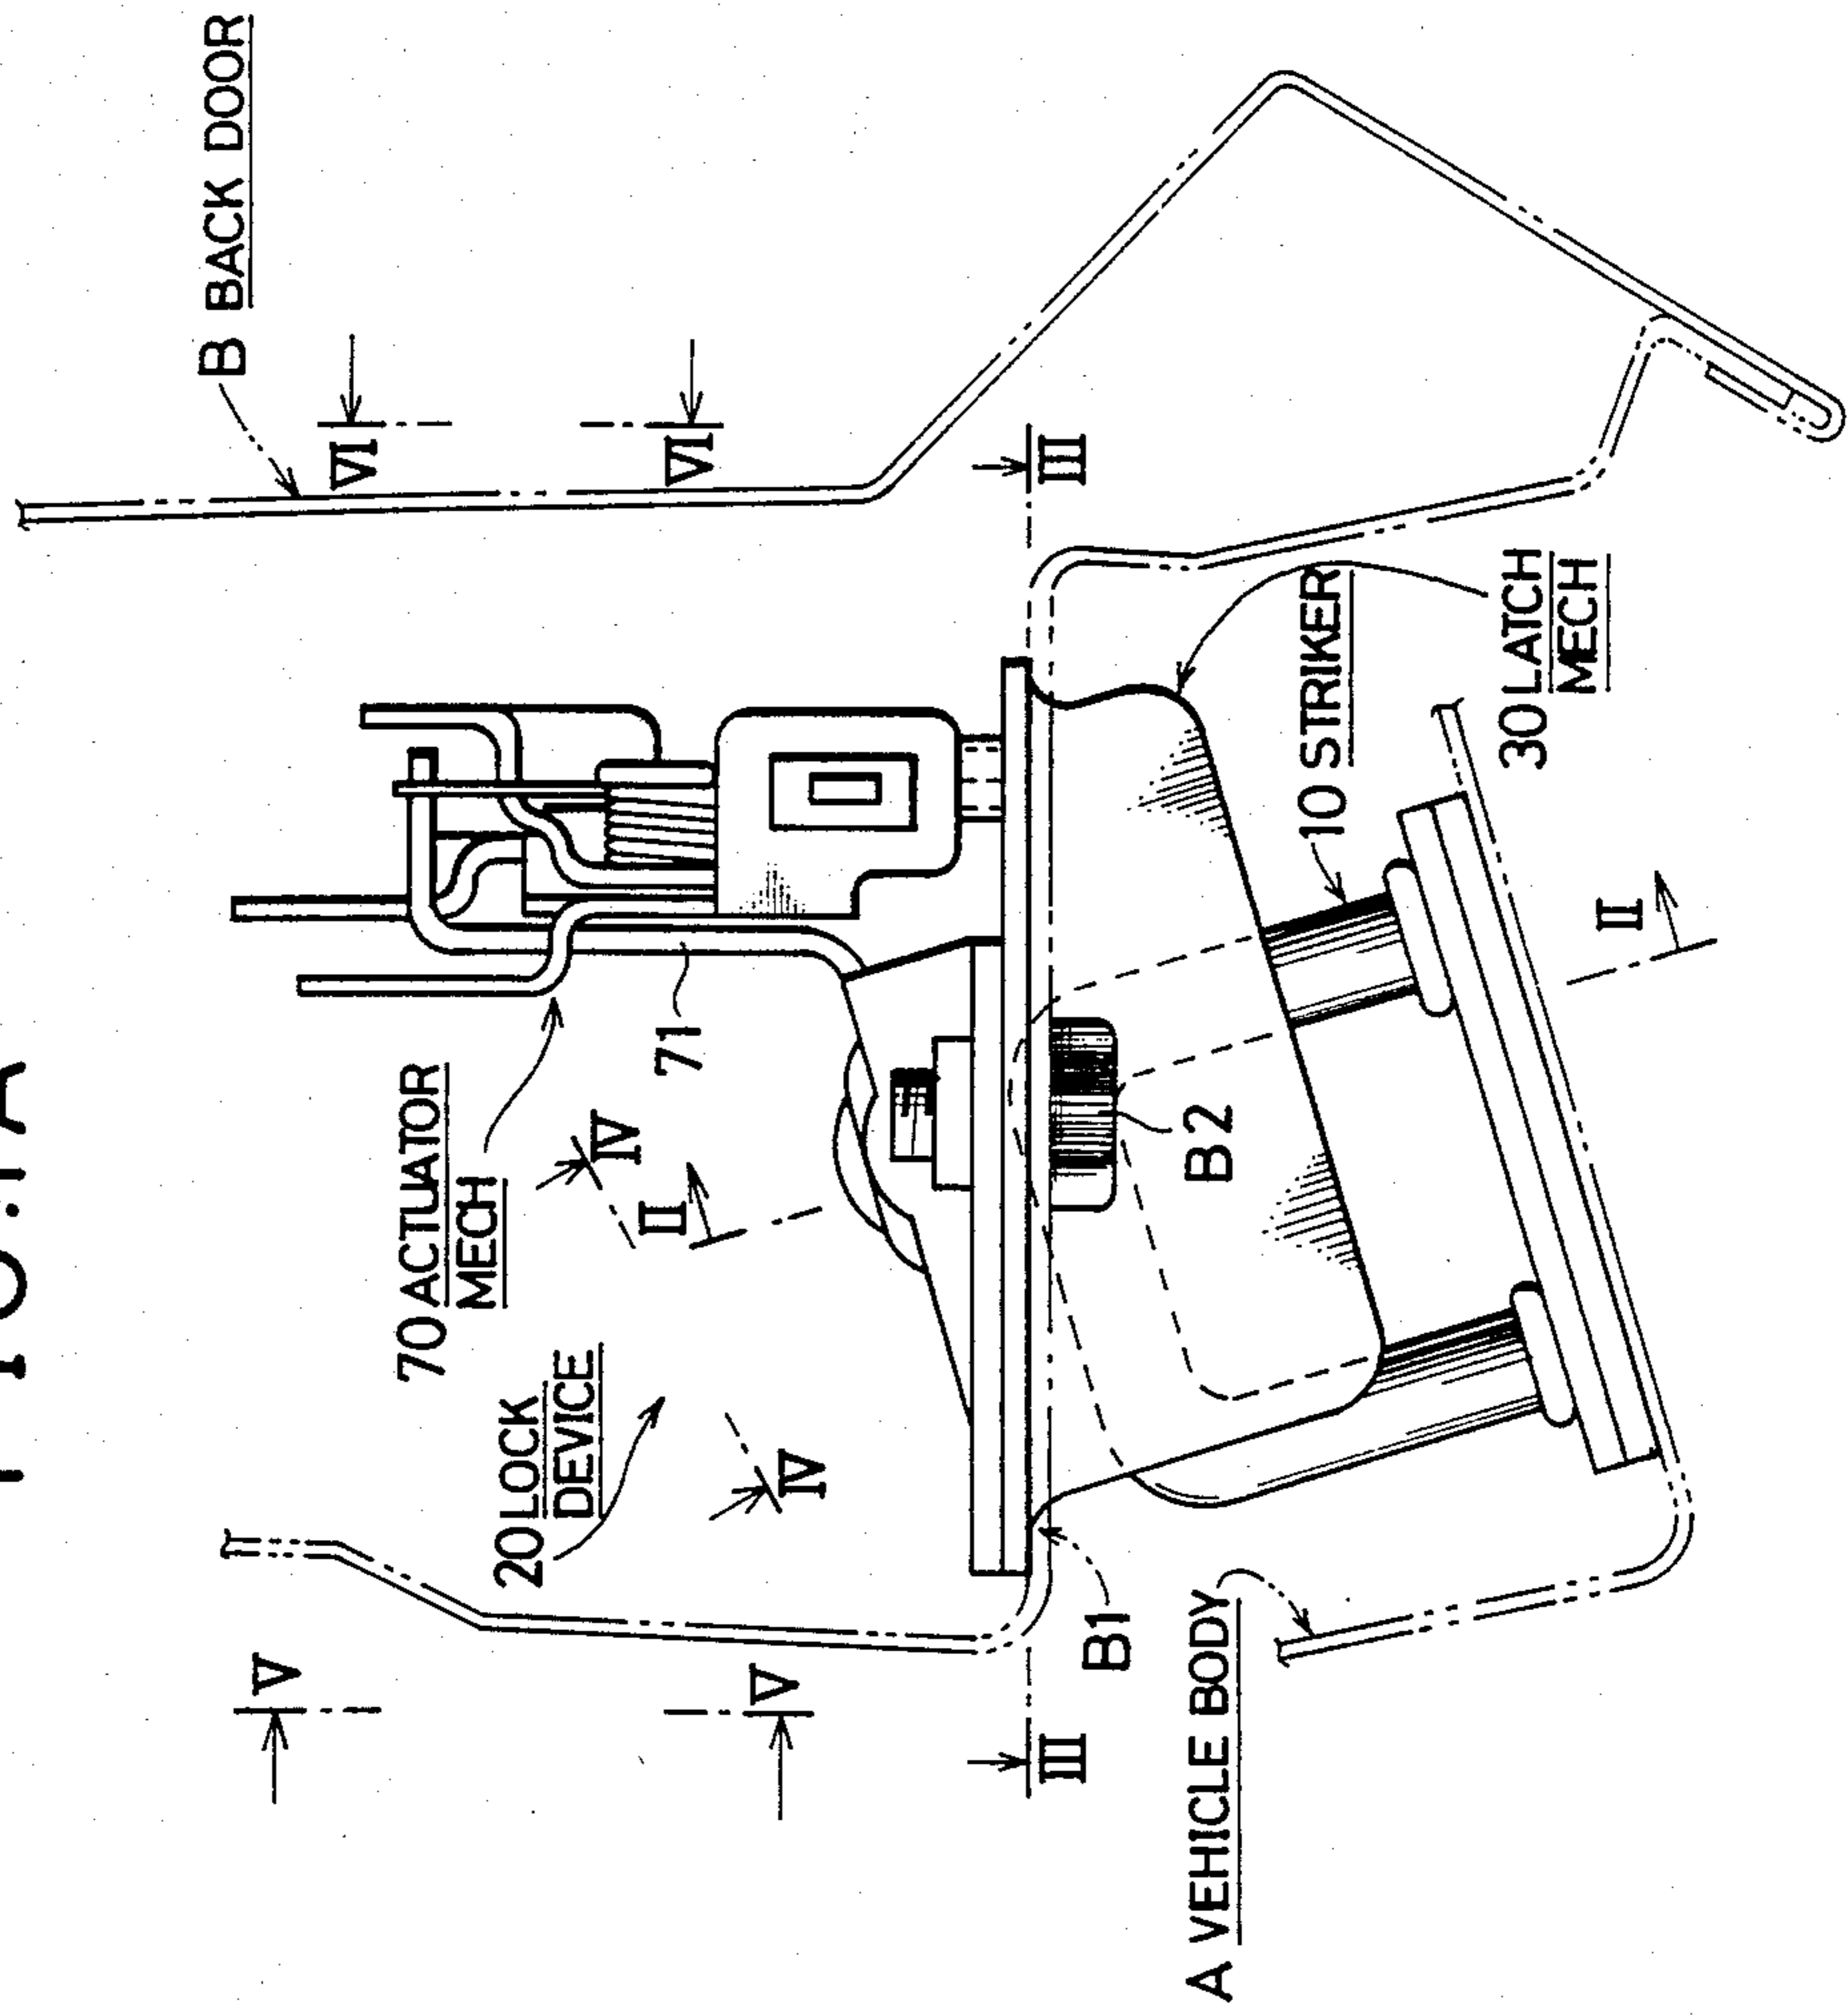 B BACK DOOR
VI
VI
III
30 LATCH
MECH
10 STRIKER
II
71
B2
70 ACTUATOR
MECH
IV
II
20 LOCK
DEVICE
IV
B1
A VEHICLE BODY
V
V
III